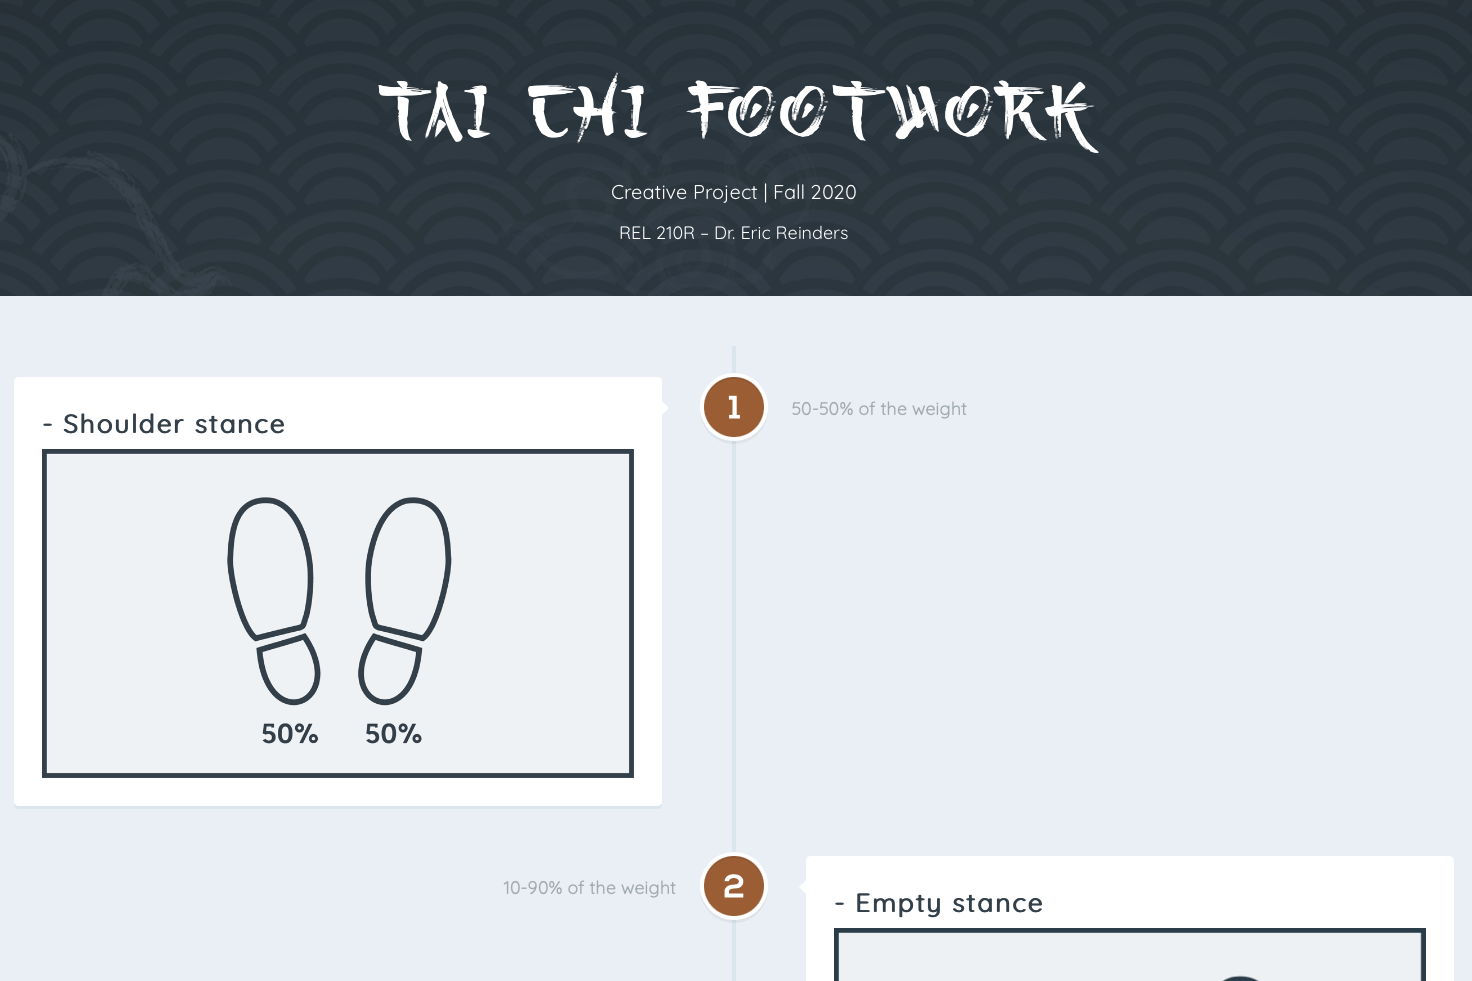 TAI CHI FOOTWORK
Creative Project | Fall 2020
REL 210R – Dr. Eric Reinders
1
50-50% of the weight
- Shoulder stance
50% 50%
2
10-90% of the weight
- Empty stance